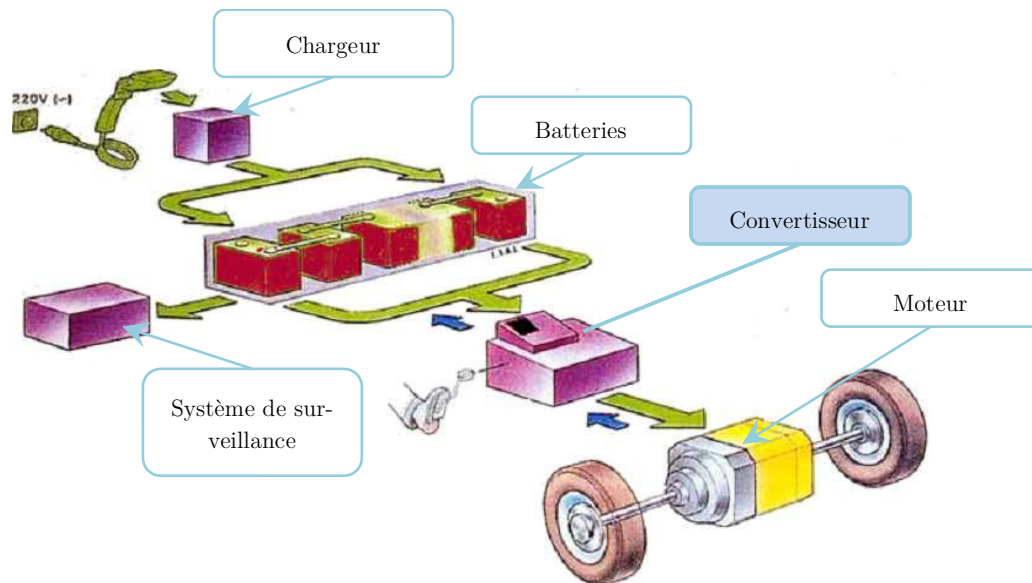 Chargeur
220V (~)
Batteries
Convertisseur
Moteur
Système de sur-
veillance